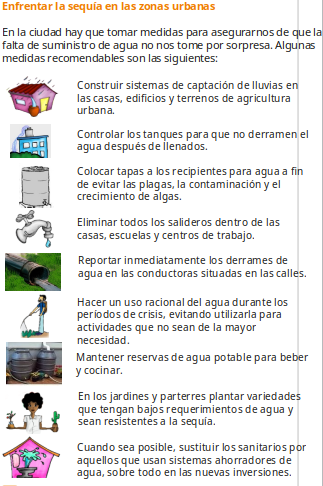 Enfrentar la sequía en las zonas urbanas
En la ciudad hay que tomar medidas para asegurarnos de que la
falta de suministro de agua no nos tome por sorpresa. Algunas
medidas recomendables son las siguientes:
Construir sistemas de captación de lluvias en
las casas, edificios y terrenos de agricultura
urbana.
Controlar los tanques para que no derramen el
agua después de llenados.
Colocar tapas a los recipientes para agua a fin
de evitar las plagas, la contaminación y el
crecimiento de algas.
Eliminar todos los salideros dentro de las
casas, escuelas y centros de trabajo.
Reportar inmediatamente los derrames de
agua en las conductoras situadas en las calles.
Hacer un uso racional del agua durante los
períodos de crisis, evitando utilizarla para
actividades que no sean de la mayor
necesidad.
Mantener reservas de agua potable para beber
y cocinar.
En los jardines y parterres plantar variedades
que tengan bajos requerimientos de agua y
sean resistentes a la sequía.
Cuando sea posible, sustituir los sanitarios por
aquellos que usan sistemas ahorradores de
agua, sobre todo en las nuevas inversiones.